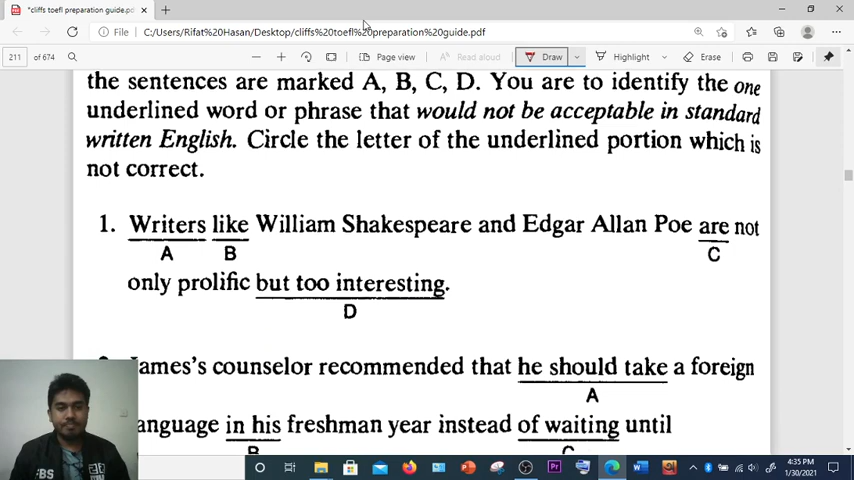 *cliffs toefl preparation guide.pd
File C:/Users/Rifat%20Hasan/Desktop/cliffs%20toefl%20preparation%20guide.pdf
211 of 674 Page view Read aloud Draw Highlight Erase
the sentences are marked A, B, C, D. You are to identify the one
underlined word or phrase that would not be acceptable in standard
written English. Circle the letter of the underlined portion which is
not correct.
1. Writers like William Shakespeare and Edgar Allan Poe are not
A B C
only prolific but too interesting.
D
James's counselor recommended that he should take a foreign
A
anguage in his freshman year instead of waiting until
B C
4:35 PM
1/30/2021